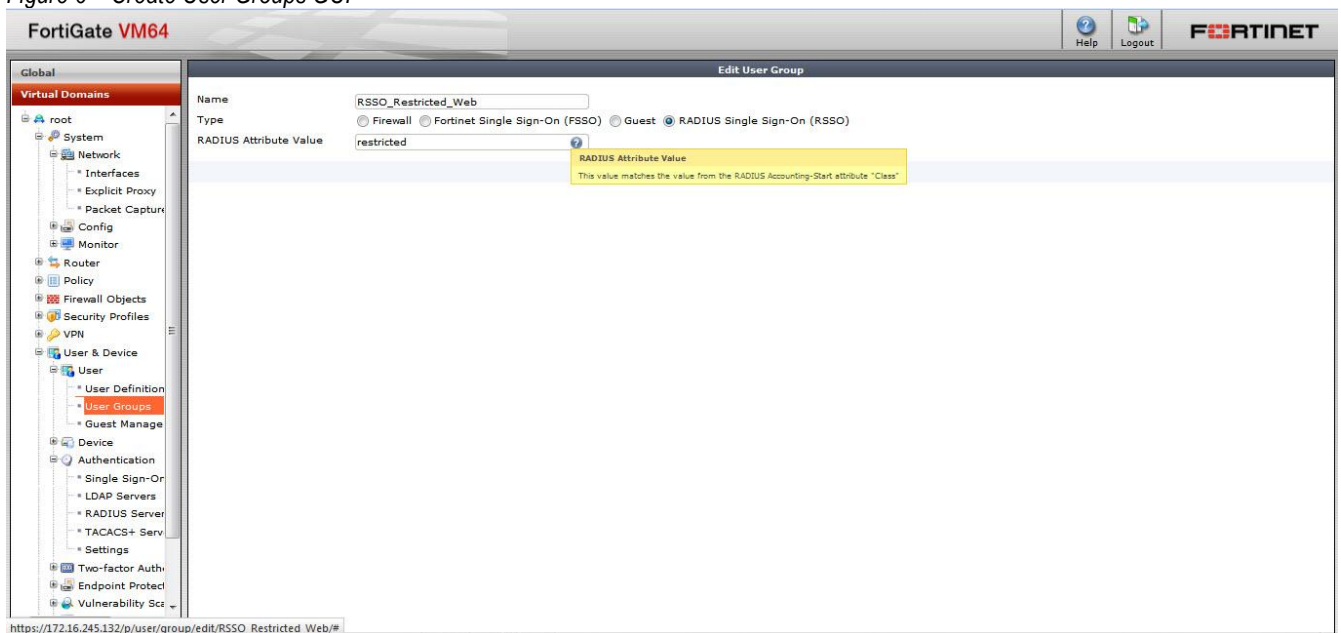 FortiGate VM64
Help
Logout
FORTINET
Global
Virtual Domains
root
System
Network
Interfaces
Explicit Proxy
Packet Capture
Config
Monitor
Router
Policy
Firewall Objects
Security Profiles
VPN
User & Device
User
User Definition
User Groups
Guest Manage
Device
Authentication
Single Sign-On
LDAP Servers
RADIUS Server
TACACS+ Serv
Settings
Two-factor Auth
Endpoint Protect
Vulnerability Sca
Edit User Group
Name RSSO_Restricted_Web
Type Firewall Fortinet Single Sign-On (FSSO) Guest RADIUS Single Sign-On (RSSO)
RADIUS Attribute Value restricted
RADIUS Attribute Value
This value matches the value from the RADIUS Accounting-Start attribute "Class"
https://172.16.245.132/p/user/group/edit/RSSO_Restricted_Web/#